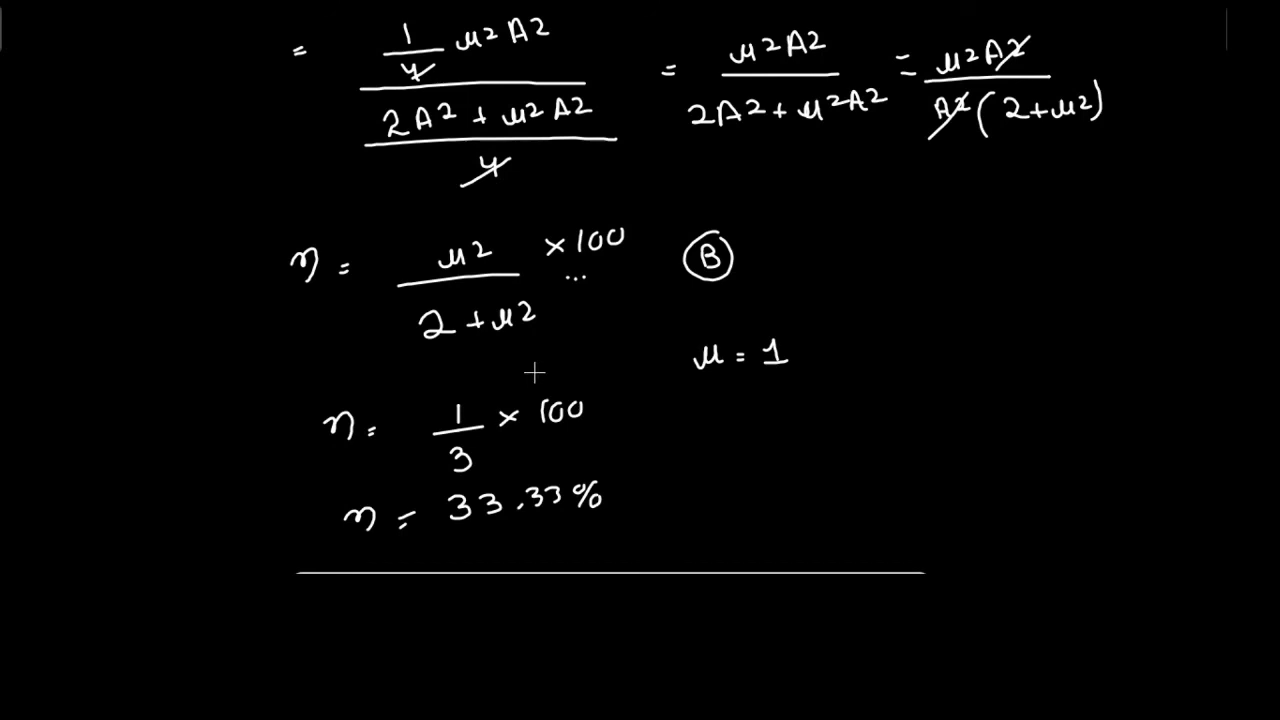 = 1/4 μ²A² / (2A² + μ²A²)/4 = μ²A² / 2A² + μ²A² = μ²A² / A²(2+μ²)
η = μ² / 2+μ² × 100 ... Ⓑ
μ = 1
η = 1/3 × 100
η = 33.33%